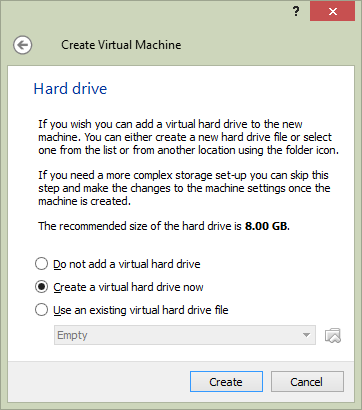 ?
Create Virtual Machine
Hard drive
If you wish you can add a virtual hard drive to the new
machine. You can either create a new hard drive file or select
one from the list or from another location using the folder icon.
If you need a more complex storage set-up you can skip this
step and make the changes to the machine settings once the
machine is created.
The recommended size of the hard drive is 8.00 GB.
Do not add a virtual hard drive
Create a virtual hard drive now
Use an existing virtual hard drive file
Empty
Create Cancel